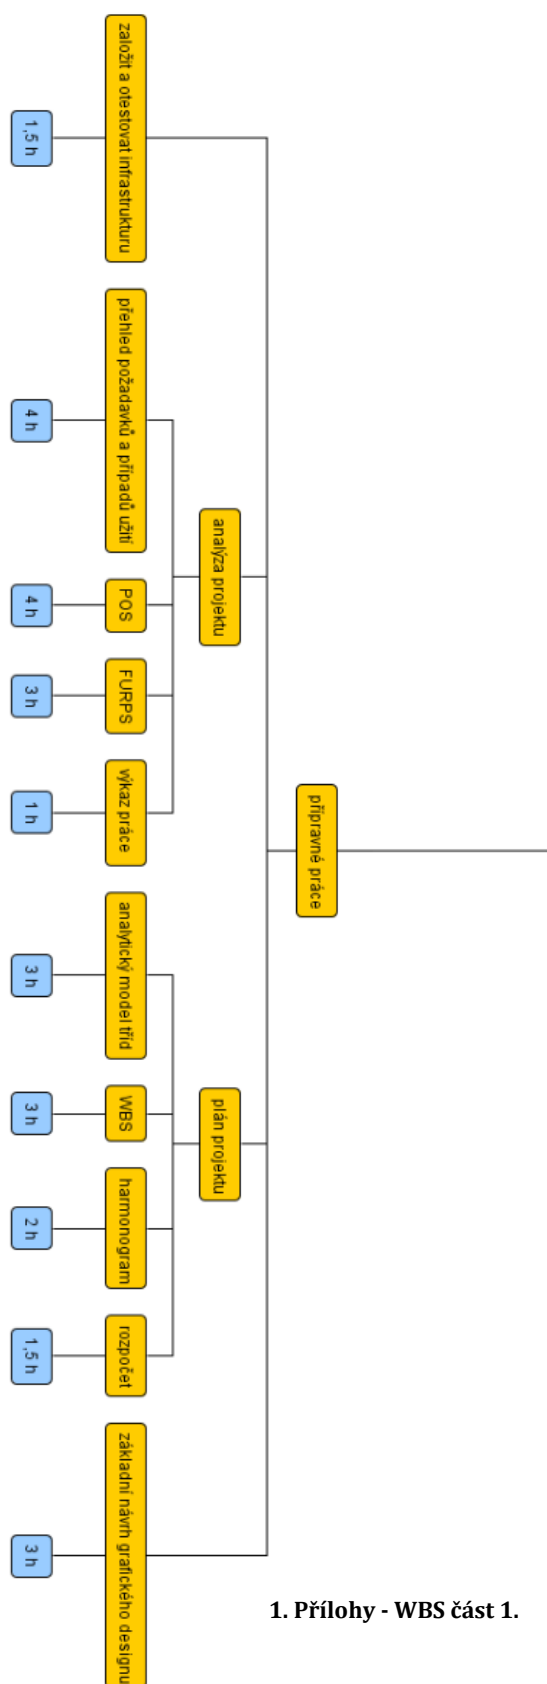 přípravné práce
založit a otestovat infrastrukturu
1,5 h
analýza projektu
přehled požadavků a případů užití
4 h
POS
4 h
FURPS
3 h
výkaz práce
1 h
plán projektu
analytický model tříd
3 h
WBS
3 h
harmonogram
2 h
rozpočet
1,5 h
základní návrh grafického designu
3 h
1. Přílohy - WBS část 1.